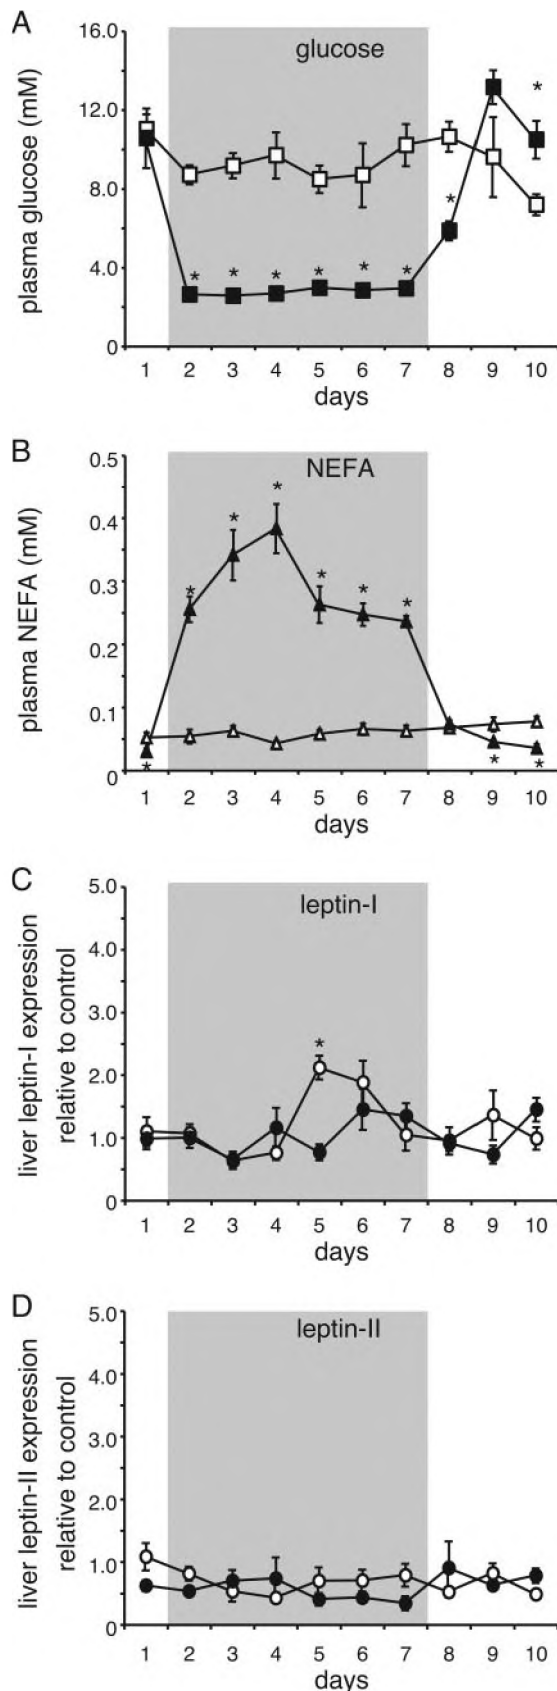 A
glucose
plasma glucose (mM)
16.0
12.0
8.0
4.0
0
* * * * * * * *
1 2 3 4 5 6 7 8 9 10
days
B
NEFA
plasma NEFA (mM)
0.5
0.4
0.3
0.2
0.1
0
* * * * * * * * *
1 2 3 4 5 6 7 8 9 10
days
C
leptin-I
liver leptin-I expression
relative to control
5.0
4.0
3.0
2.0
1.0
0
*
1 2 3 4 5 6 7 8 9 10
days
D
leptin-II
liver leptin-II expression
relative to control
5.0
4.0
3.0
2.0
1.0
0.0
1 2 3 4 5 6 7 8 9 10
days